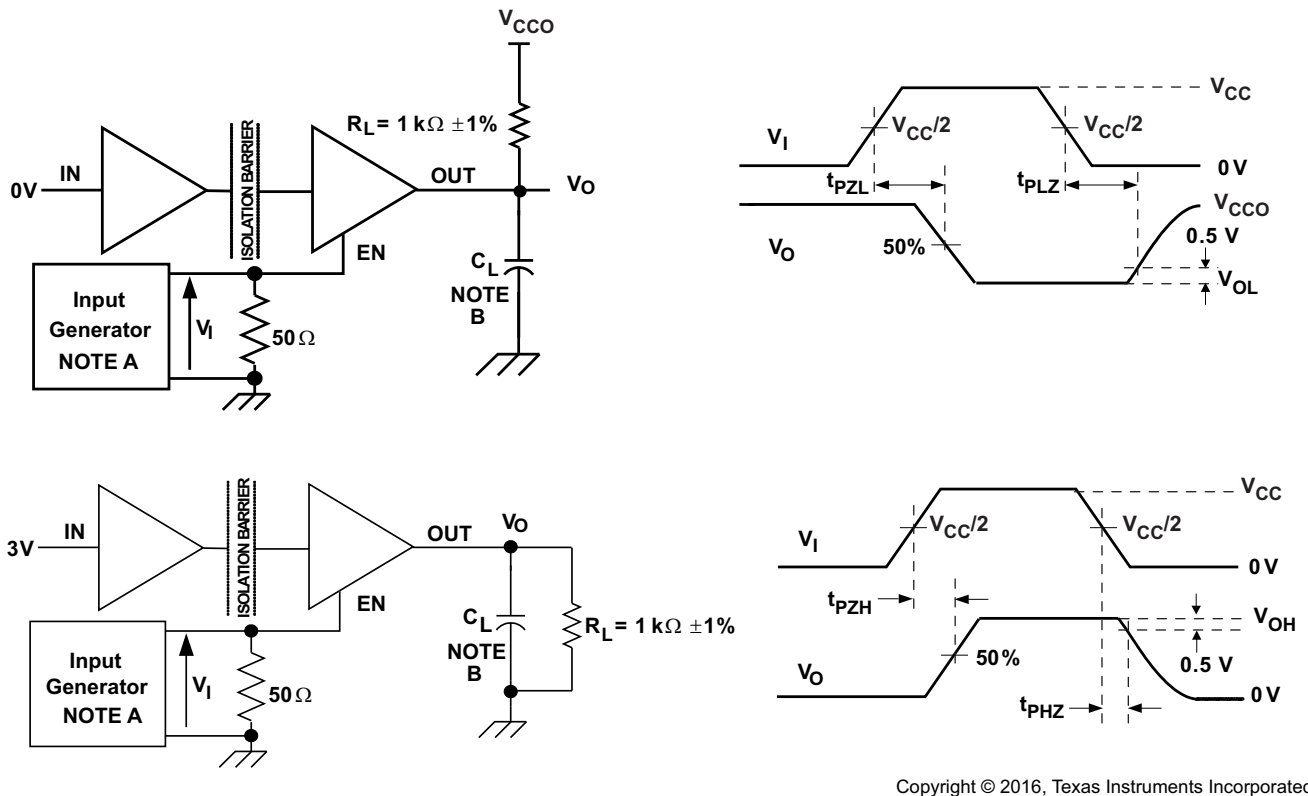 VCCO
RL = 1 kΩ ±1%
0V
IN
ISOLATION BARRIER
OUT
VO
EN
CL
NOTE
B
Input
Generator
NOTE A
VI
50 Ω
VI
VCC/2
VCC/2
VCC
0 V
tPZL
tPLZ
VO
50%
VCCO
0.5 V
VOL
3V
IN
ISOLATION BARRIER
OUT
VO
EN
CL
NOTE
B
RL = 1 kΩ ±1%
Input
Generator
NOTE A
VI
50 Ω
VI
VCC/2
VCC/2
VCC
0 V
tPZH
VO
50%
VOH
0.5 V
tPHZ
0 V
Copyright © 2016, Texas Instruments Incorporated